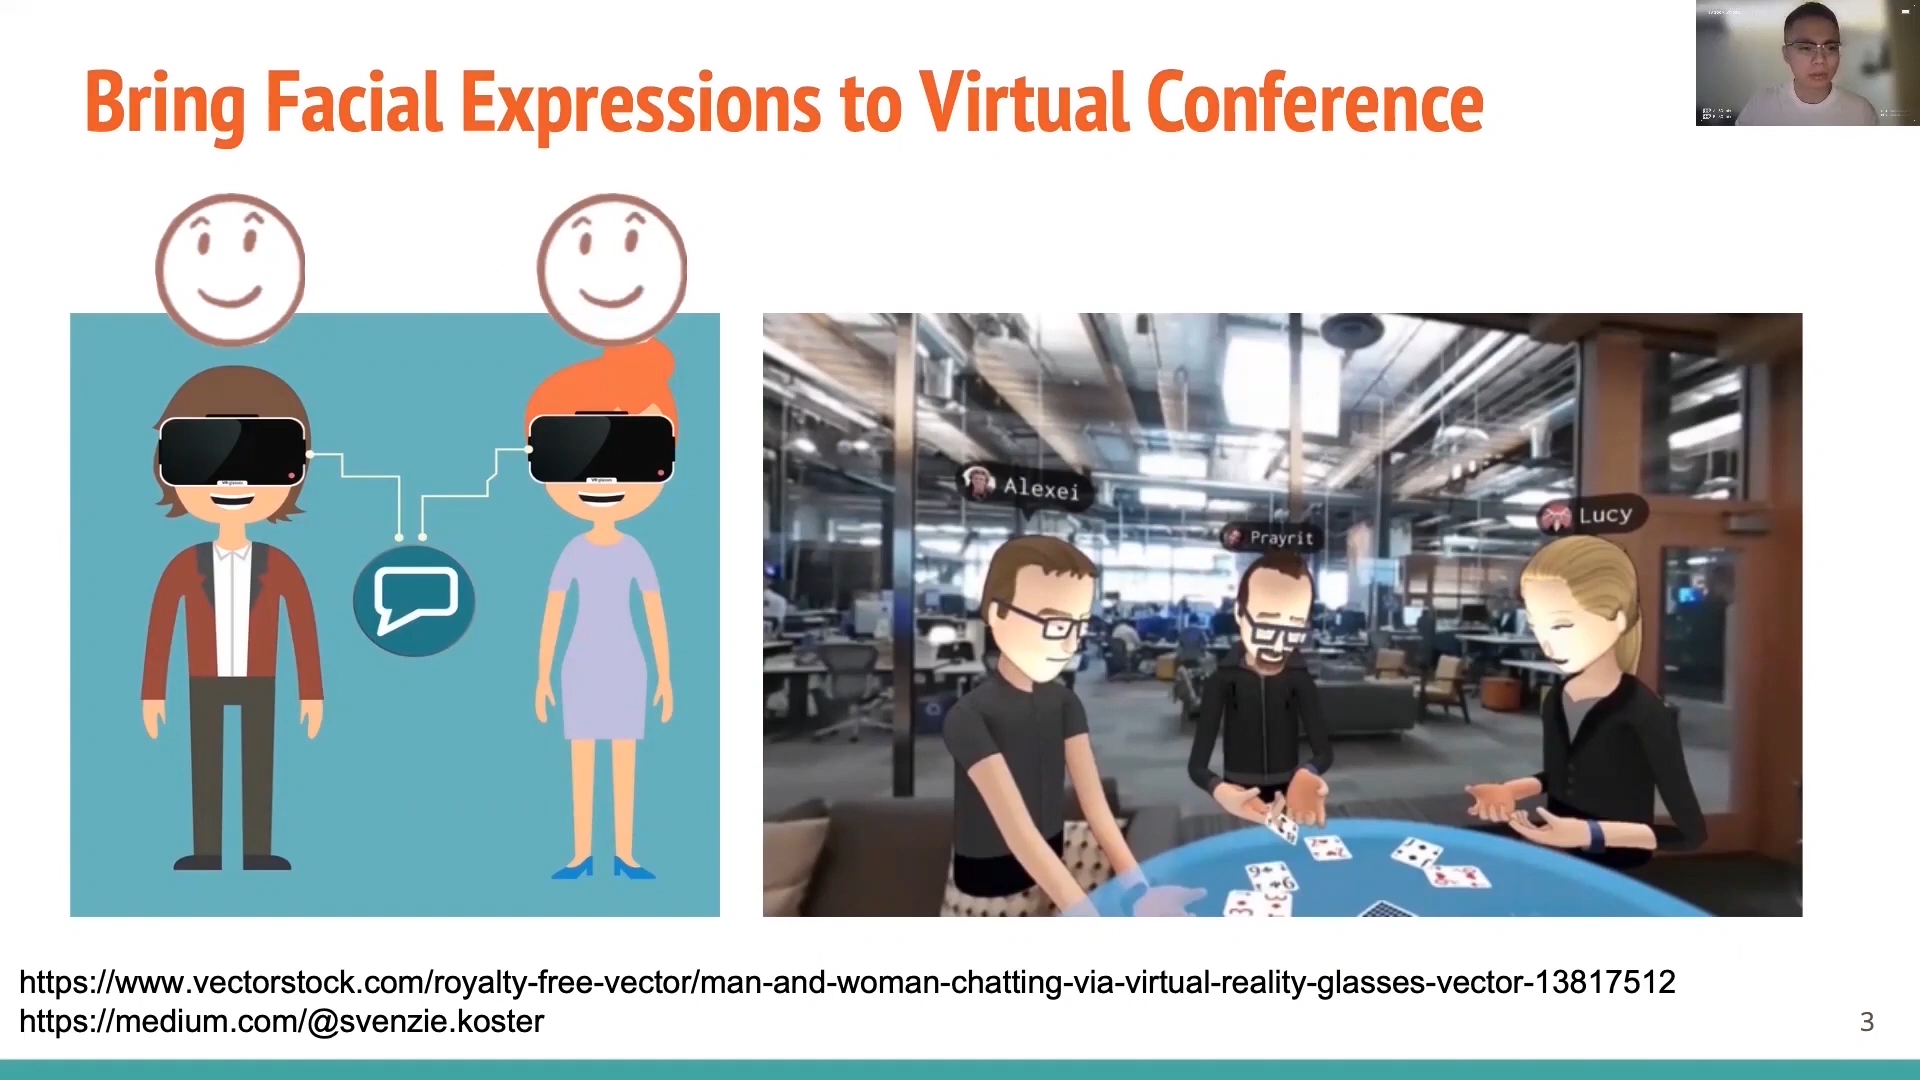 Bring Facial Expressions to Virtual Conference
Alexei
Prayrit
Lucy
https://www.vectorstock.com/royalty-free-vector/man-and-woman-chatting-via-virtual-reality-glasses-vector-13817512
https://medium.com/@svenzie.koster
3